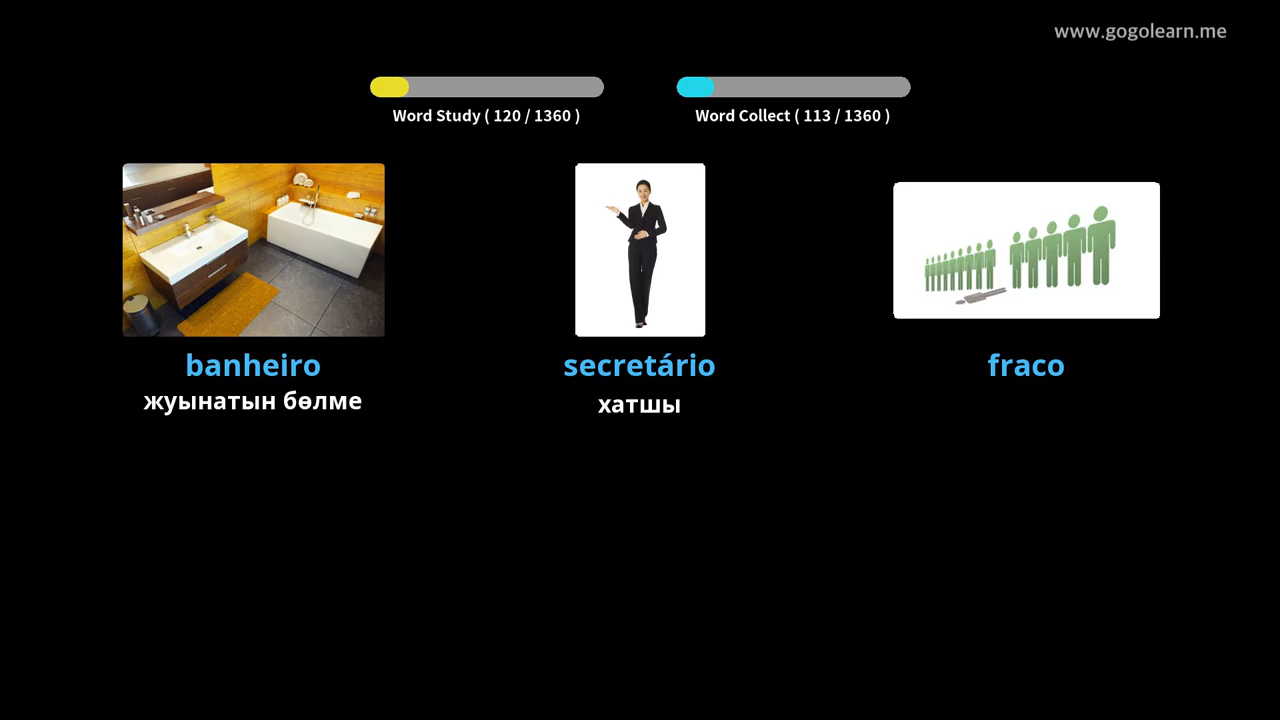 www.gogolearn.me
Word Study ( 120 / 1360 )
Word Collect ( 113 / 1360 )
banheiro
secretário
fraco
жуынатын бөлме
хатшы